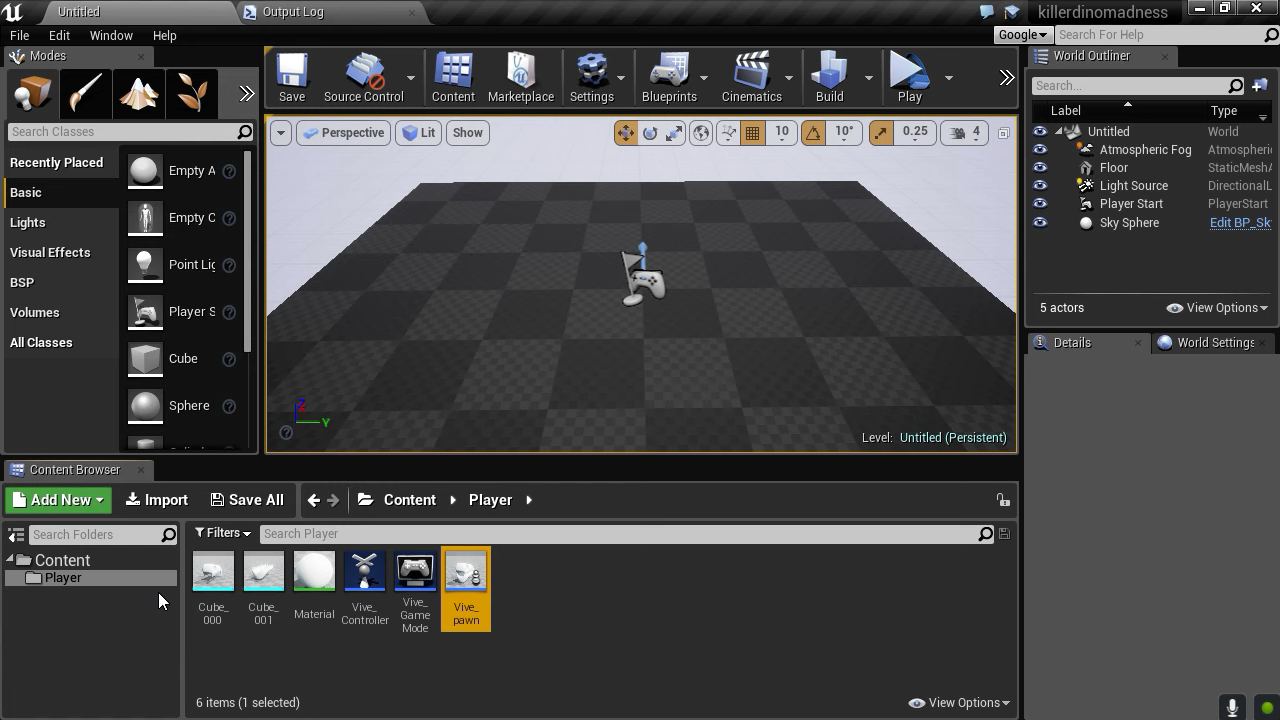 Untitled
Output Log
killerdinomadness
File Edit Window Help
Google
Search For Help
Modes
Search Classes
Recently Placed
Basic
Lights
Visual Effects
BSP
Volumes
All Classes
Empty A
Empty C
Point Lig
Player S
Cube
Sphere
Save
Source Control
Content
Marketplace
Settings
Blueprints
Cinematics
Build
Play
Perspective
Lit
Show
10
10°
0.25
4
Z
Y
Level: Untitled (Persistent)
World Outliner
Search...
Label Type
Untitled World
Atmospheric Fog Atmospheric
Floor StaticMeshA
Light Source DirectionalL
Player Start PlayerStart
Sky Sphere Edit BP_Sk
5 actors
View Options
Details
World Settings
Content Browser
Add New
Import
Save All
Content
Player
Search Folders
Content
Player
Filters
Search Player
Cube_
000
Cube_
001
Material
Vive_
Controller
Vive_
Game
Mode
Vive_
pawn
6 items (1 selected)
View Options